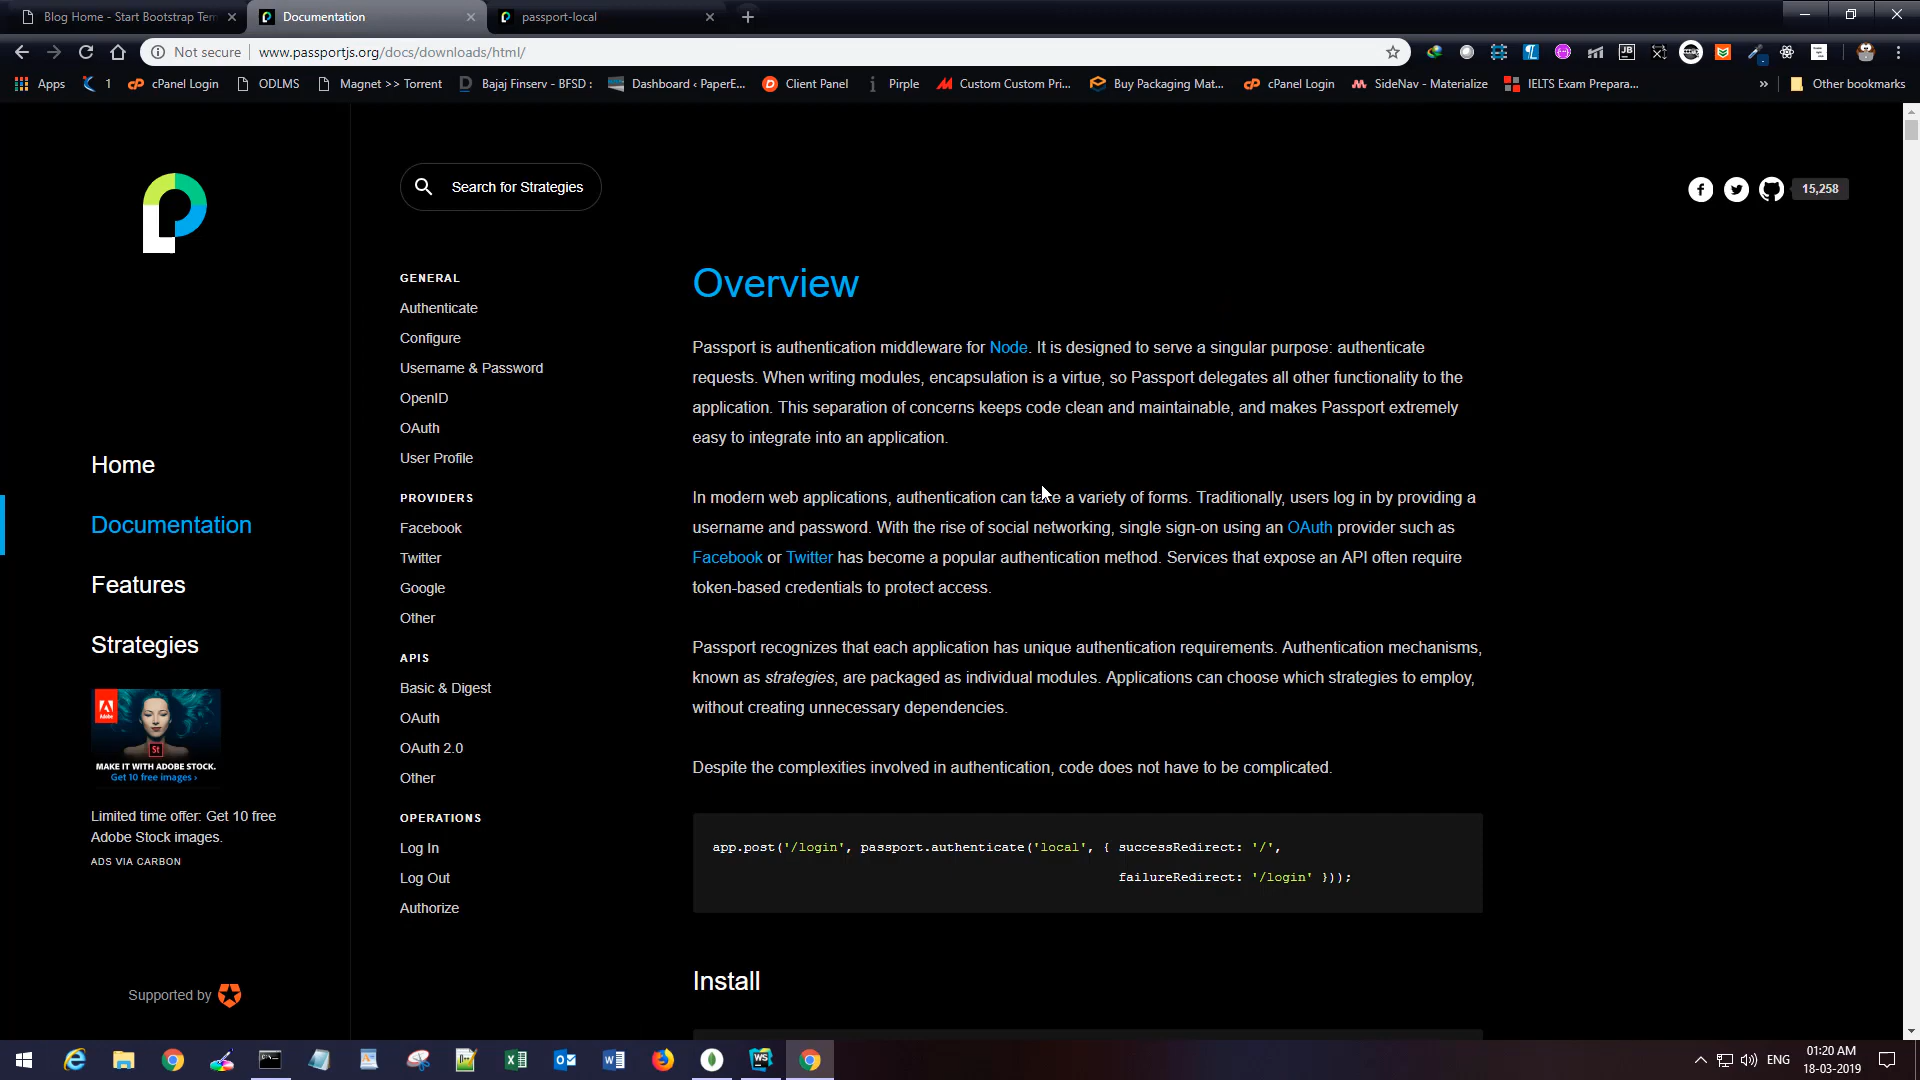 Blog Home - Start Bootstrap Tem
Documentation
passport-local
Not secure
www.passportjs.org/docs/downloads/html/
Apps
1
cPanel Login
ODLMS
Magnet >> Torrent
Bajaj Finserv - BFSD :
Dashboard ‹ PaperE...
Client Panel
Pirple
Custom Custom Pri...
Buy Packaging Mat...
cPanel Login
SideNav - Materialize
IELTS Exam Prepara...
»
Other bookmarks
Search for Strategies
15,258
Home
Documentation
Features
Strategies
Adobe
St
MAKE IT WITH ADOBE STOCK.
Get 10 free images ›
Limited time offer: Get 10 free
Adobe Stock images.
ADS VIA CARBON
Supported by
GENERAL
Authenticate
Configure
Username & Password
OpenID
OAuth
User Profile
PROVIDERS
Facebook
Twitter
Google
Other
APIS
Basic & Digest
OAuth
OAuth 2.0
Other
OPERATIONS
Log In
Log Out
Authorize
Overview
Passport is authentication middleware for Node. It is designed to serve a singular purpose: authenticate
requests. When writing modules, encapsulation is a virtue, so Passport delegates all other functionality to the
application. This separation of concerns keeps code clean and maintainable, and makes Passport extremely
easy to integrate into an application.
In modern web applications, authentication can take a variety of forms. Traditionally, users log in by providing a
username and password. With the rise of social networking, single sign-on using an OAuth provider such as
Facebook or Twitter has become a popular authentication method. Services that expose an API often require
token-based credentials to protect access.
Passport recognizes that each application has unique authentication requirements. Authentication mechanisms,
known as strategies, are packaged as individual modules. Applications can choose which strategies to employ,
without creating unnecessary dependencies.
Despite the complexities involved in authentication, code does not have to be complicated.
app.post('/login', passport.authenticate('local', { successRedirect: '/',
failureRedirect: '/login' }));
Install
ENG
01:20 AM
18-03-2019